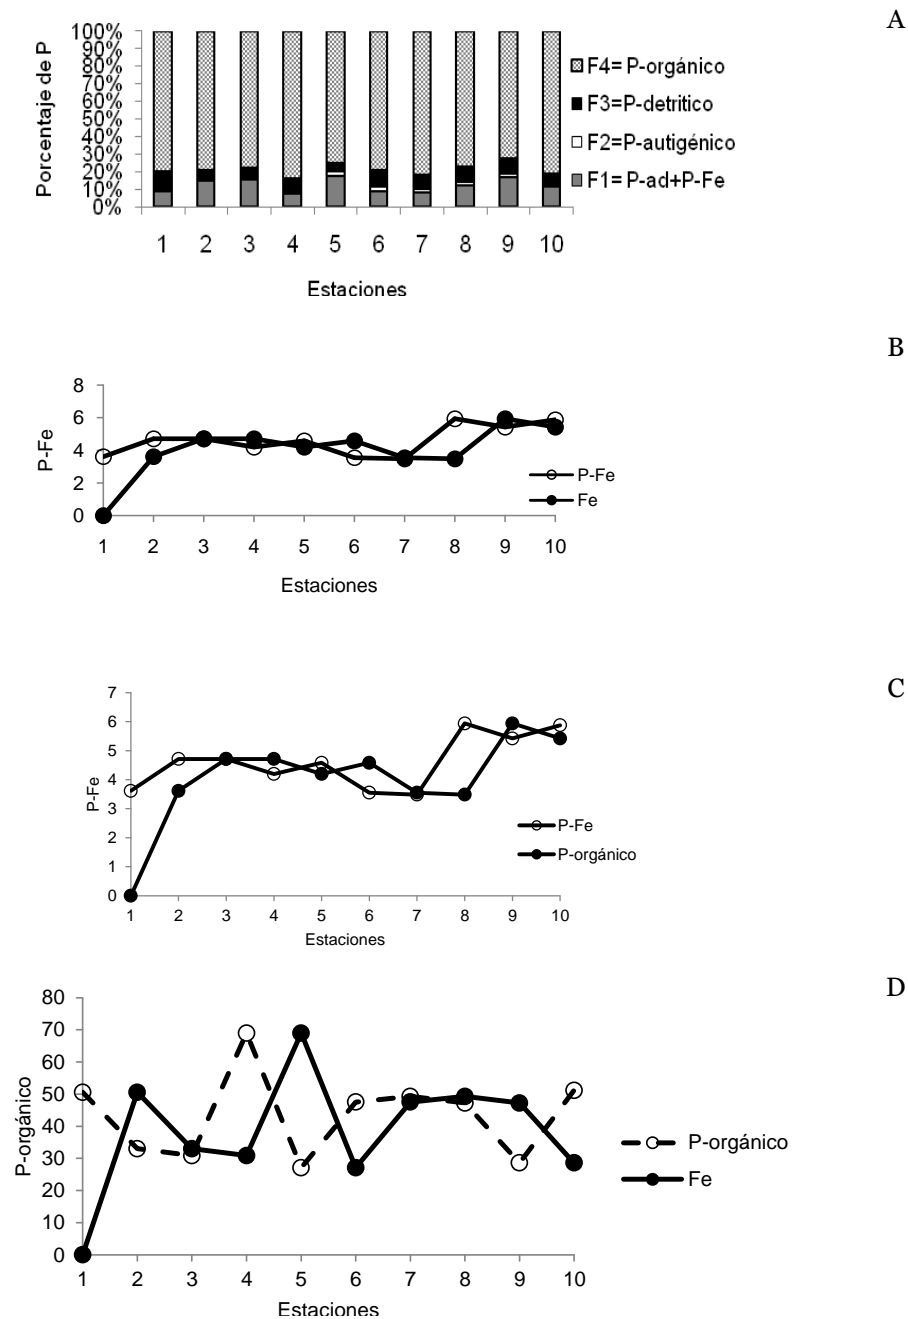 A
Porcentaje de P
100%
90%
80%
70%
60%
50%
40%
30%
20%
10%
0%
1 2 3 4 5 6 7 8 9 10
Estaciones
F4= P-orgánico
F3=P-detritico
F2=P-autigénico
F1= P-ad+P-Fe
B
P-Fe
8
6
4
2
0
1 2 3 4 5 6 7 8 9 10
Estaciones
P-Fe
Fe
C
P-Fe
7
6
5
4
3
2
1
0
1 2 3 4 5 6 7 8 9 10
Estaciones
P-Fe
P-orgánico
D
P-orgánico
80
70
60
50
40
30
20
10
0
1 2 3 4 5 6 7 8 9 10
Estaciones
P-orgánico
Fe